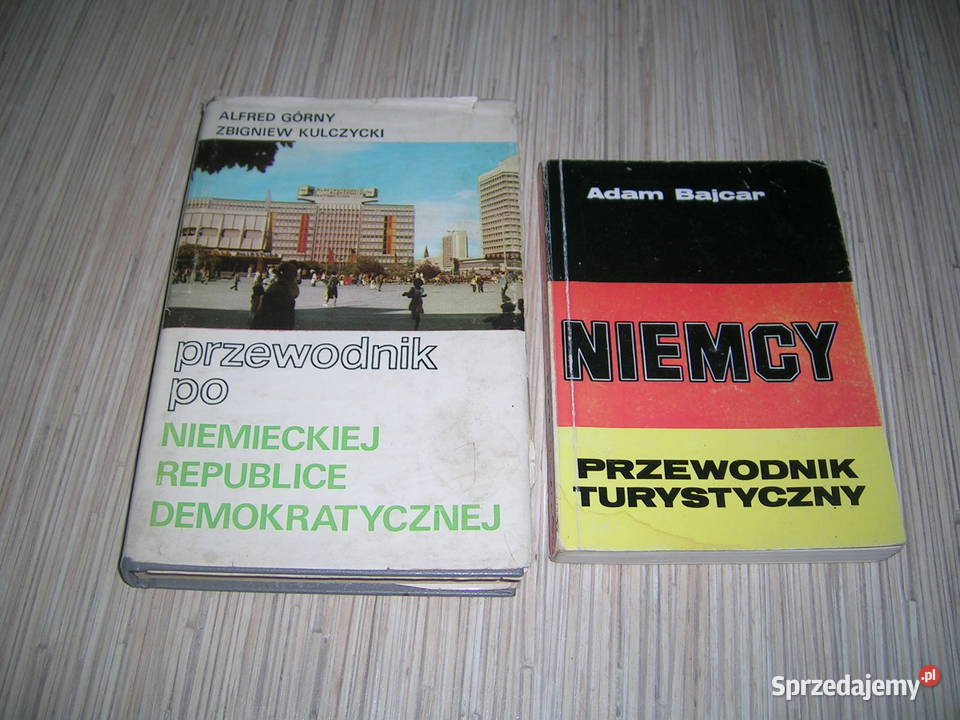 ALFRED GÓRNY
ZBIGNIEW KULCZYCKI
przewodnik
po
NIEMIECKIEJ
REPUBLICE
DEMOKRATYCZNEJ
Adam Bajcar
NIEMCY
PRZEWODNIK
TURYSTYCZNY
Sprzedajemy.pl